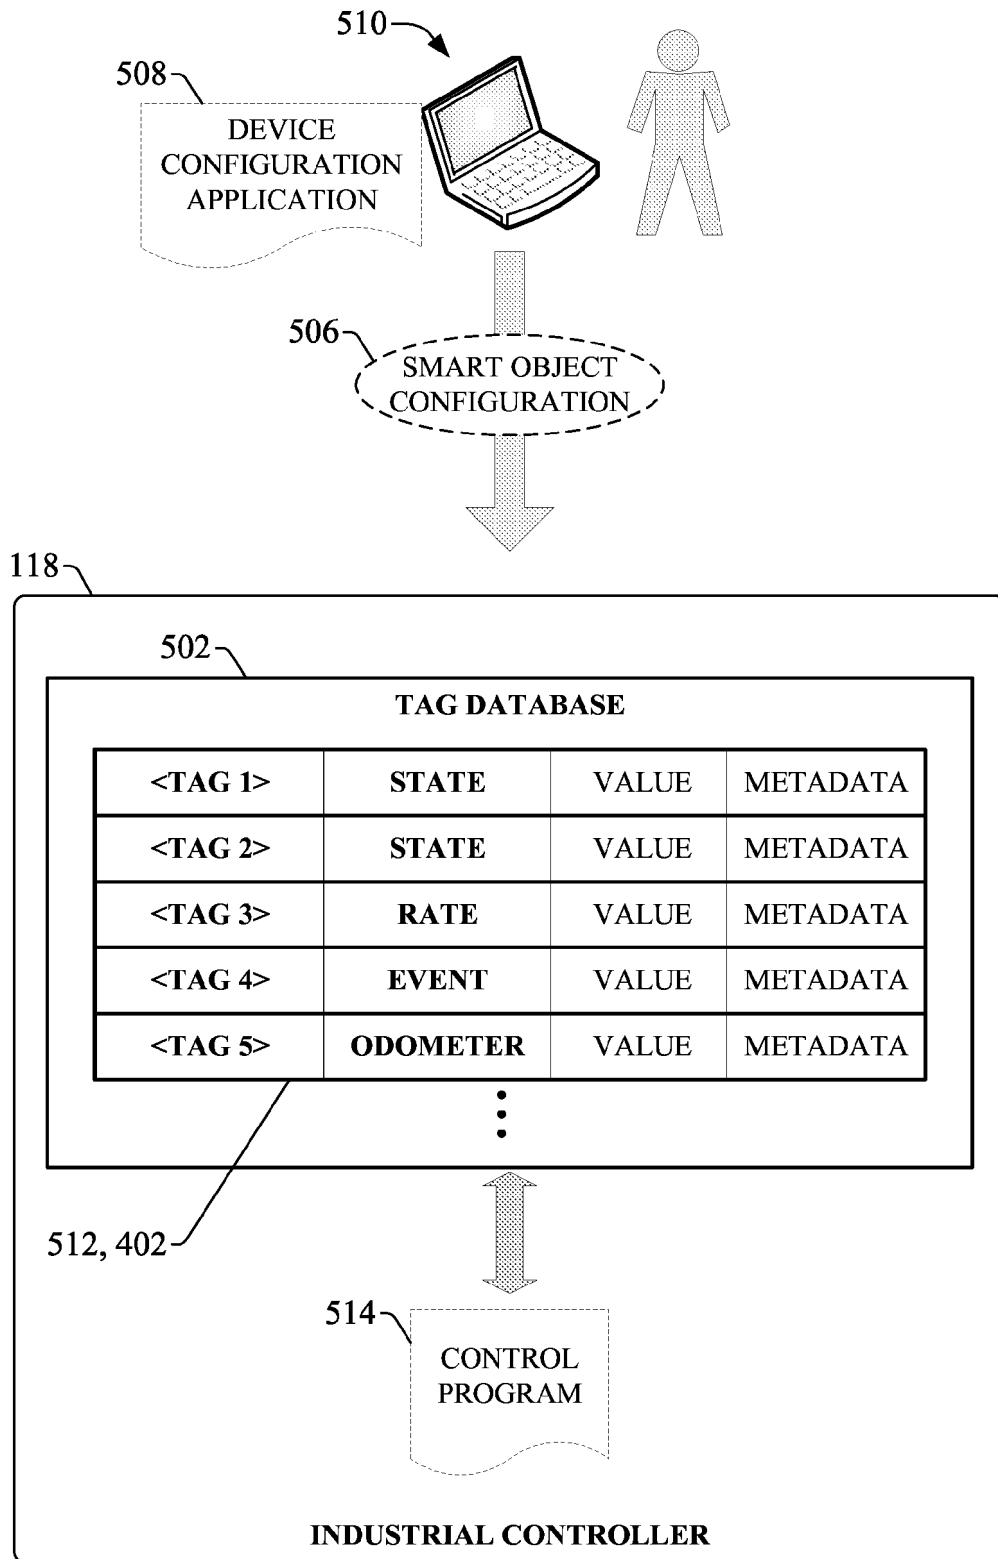 510
508
DEVICE
CONFIGURATION
APPLICATION
506
SMART OBJECT
CONFIGURATION
118
502
TAG DATABASE
<TAG 1> STATE VALUE METADATA
<TAG 2> STATE VALUE METADATA
<TAG 3> RATE VALUE METADATA
<TAG 4> EVENT VALUE METADATA
<TAG 5> ODOMETER VALUE METADATA
512, 402
514
CONTROL
PROGRAM
INDUSTRIAL CONTROLLER